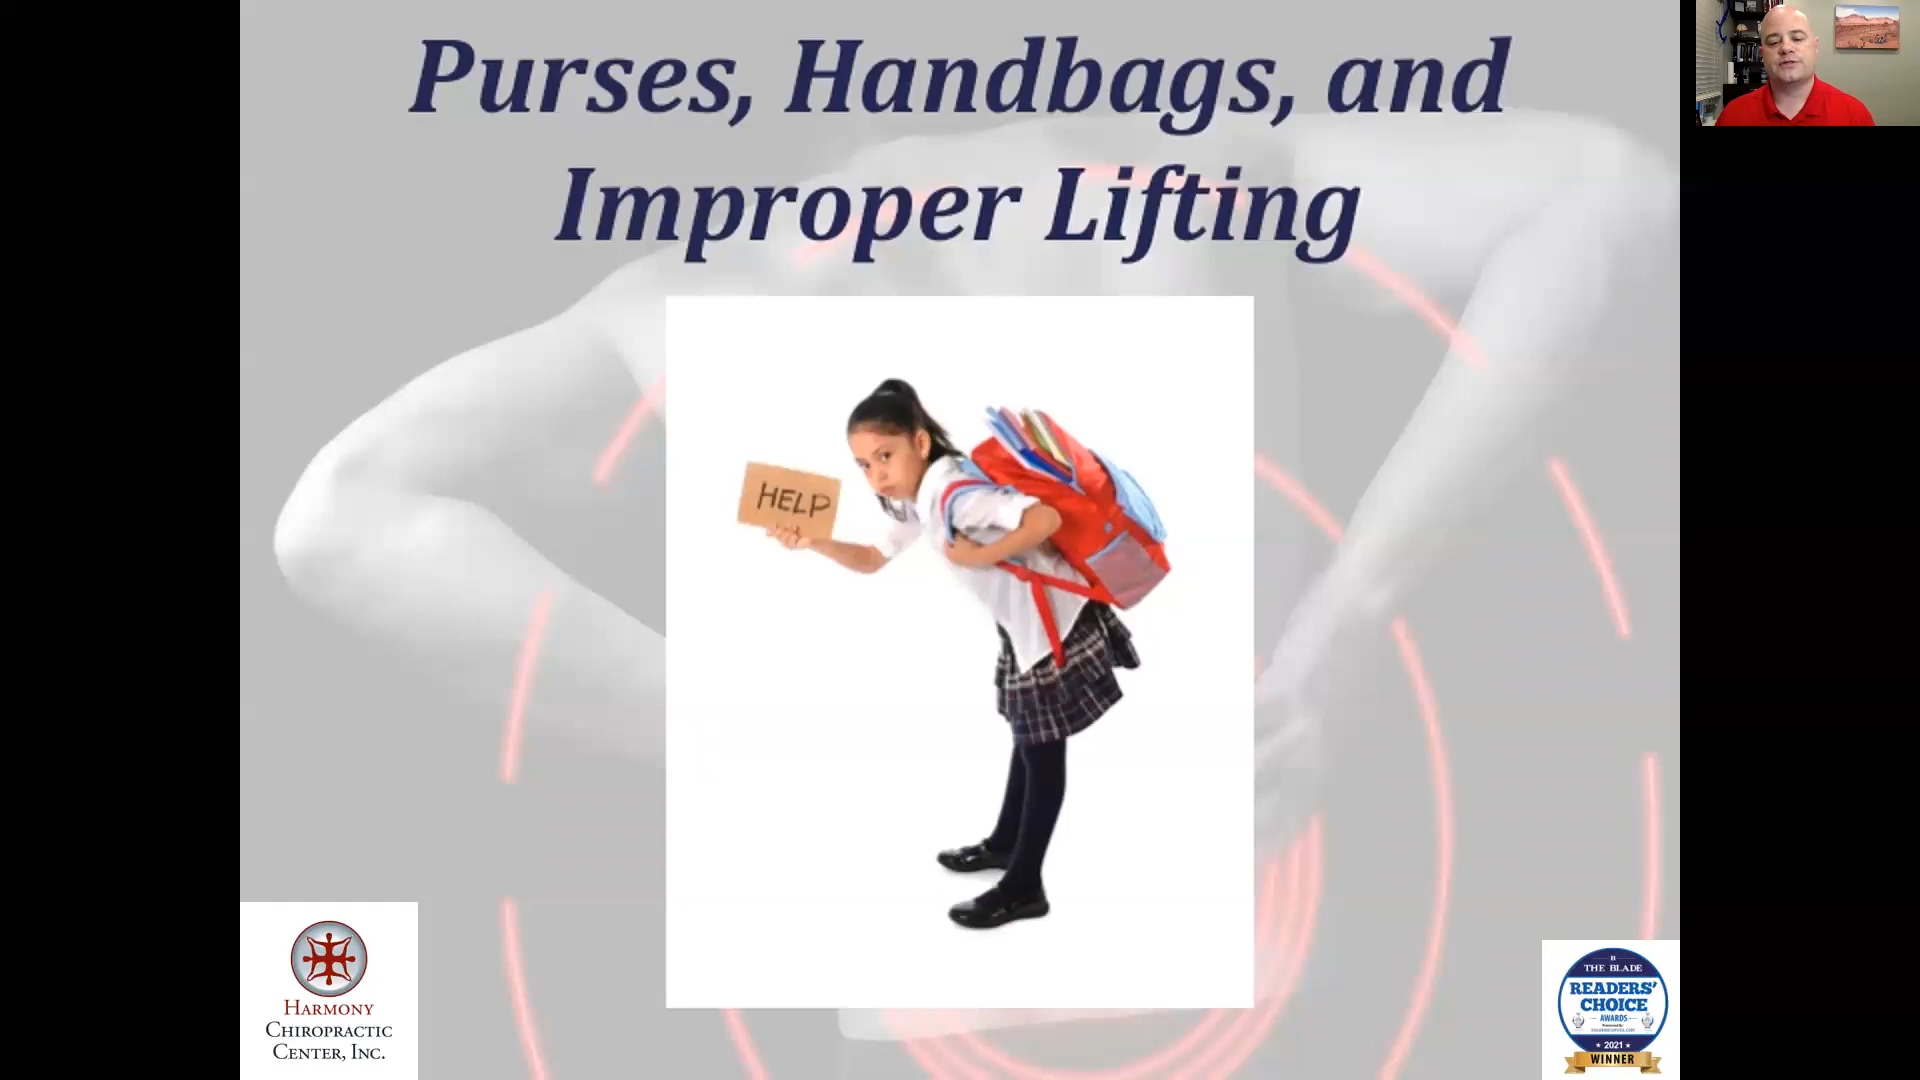 Purses, Handbags, and
Improper Lifting
HELP
HARMONY
CHIROPRACTIC
CENTER, INC.
B
THE BLADE
READERS'
CHOICE
AWARDS
2021
WINNER